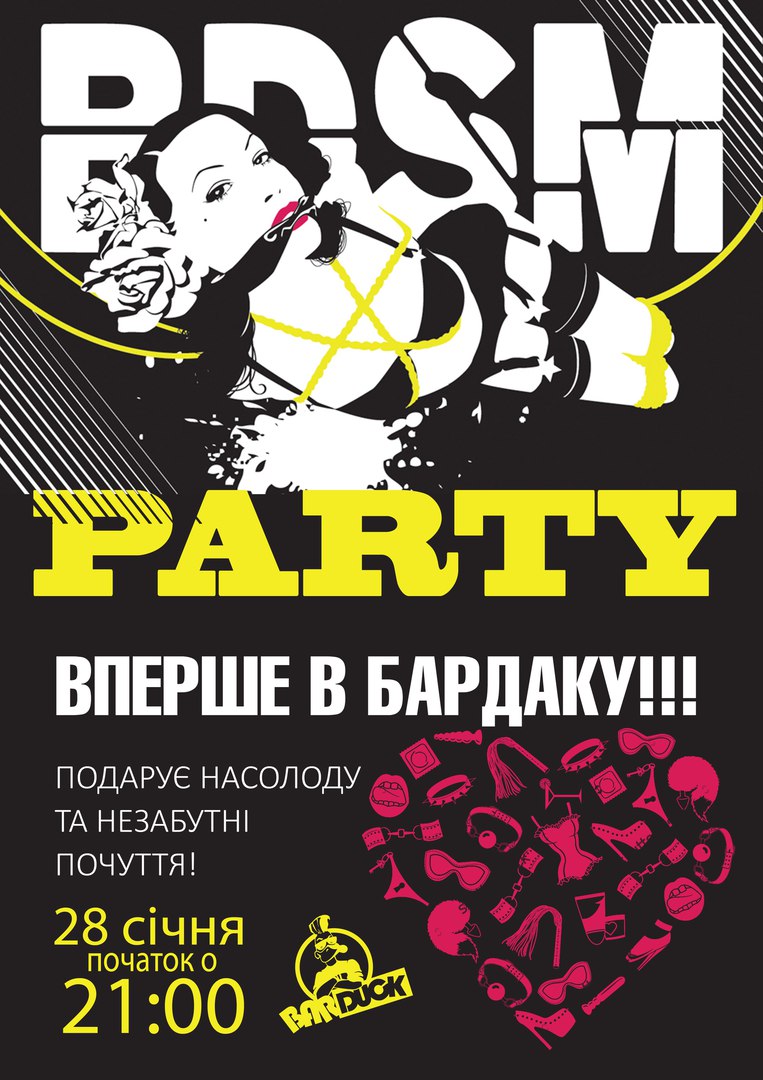 BDSM
PARTY
ВПЕРШЕ В БАРДАКУ!!!
ПОДАРУЄ НАСОЛОДУ
ТА НЕЗАБУТНІ
ПОЧУТТЯ!
28 січня
початок о
21:00
BARDUCK